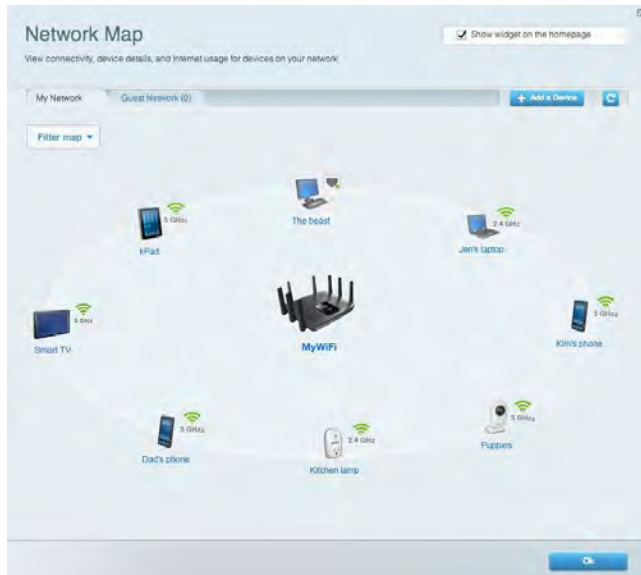 Network Map
Show widget on the homepage
View connectivity, device details, and Internet usage for devices on your network
My Network
Guest Network (0)
+ Add a Device
Filter map
5 GHz
kPad
The beast
2.4 GHz
Jen's laptop
5 GHz
Smart TV
MyWiFi
5 GHz
Kim's phone
5 GHz
Dad's phone
2.4 GHz
Kitchen lamp
5 GHz
Puppies
Ok